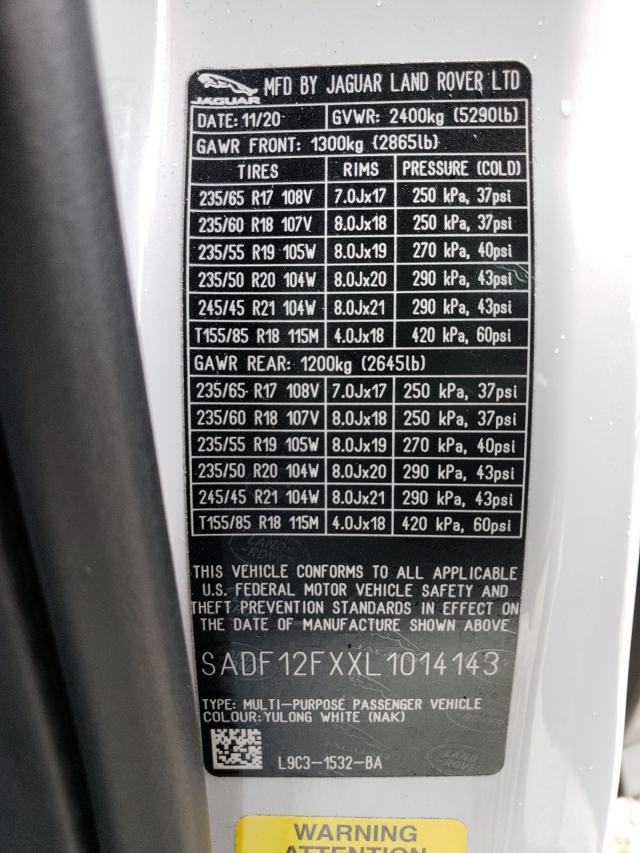 JAGUAR MFD BY JAGUAR LAND ROVER LTD
DATE: 11/20 GVWR: 2400kg (5290lb)
GAWR FRONT: 1300kg (2865lb)
TIRES RIMS PRESSURE (COLD)
235/65 R17 108V 7.0Jx17 250 kPa, 37psi
235/60 R18 107V 8.0Jx18 250 kPa, 37psi
235/55 R19 105W 8.0Jx19 270 kPa, 40psi
235/50 R20 104W 8.0Jx20 290 kPa, 43psi
245/45 R21 104W 8.0Jx21 290 kPa, 43psi
T155/85 R18 115M 4.0Jx18 420 kPa, 60psi
GAWR REAR: 1200kg (2645lb)
235/65 R17 108V 7.0Jx17 250 kPa, 37psi
235/60 R18 107V 8.0Jx18 250 kPa, 37psi
235/55 R19 105W 8.0Jx19 270 kPa, 40psi
235/50 R20 104W 8.0Jx20 290 kPa, 43psi
245/45 R21 104W 8.0Jx21 290 kPa, 43psi
T155/85 R18 115M 4.0Jx18 420 kPa, 60psi
THIS VEHICLE CONFORMS TO ALL APPLICABLE
U.S. FEDERAL MOTOR VEHICLE SAFETY AND
THEFT PREVENTION STANDARDS IN EFFECT ON
THE DATE OF MANUFACTURE SHOWN ABOVE
SADF12FXXL1014143
TYPE: MULTI-PURPOSE PASSENGER VEHICLE
COLOUR: YULONG WHITE (NAK)
L9C3-1532-BA
WARNING
ATTENTION